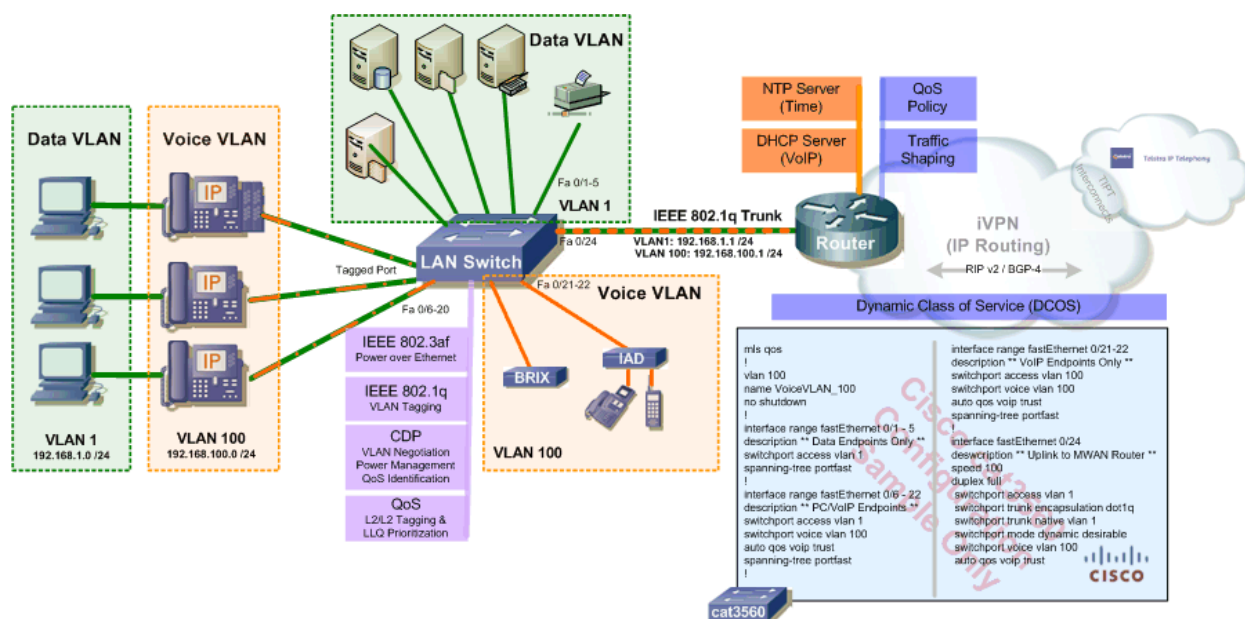 Data VLAN
VLAN 1
192.168.1.0 /24
Voice VLAN
IP
IP
IP
VLAN 100
192.168.100.0 /24
Data VLAN
Fa 0/1-5
VLAN 1
LAN Switch
Tagged Port
Fa 0/6-20
Fa 0/24
Fa 0/21-22
IEEE 802.3af
Power over Ethernet
IEEE 802.1q
VLAN Tagging
CDP
VLAN Negotiation
Power Management
QoS Identification
QoS
L2/L2 Tagging &
LLQ Prioritization
Voice VLAN
BRIX
IAD
VLAN 100
IEEE 802.1q Trunk
VLAN1: 192.168.1.1 /24
VLAN 100: 192.168.100.1 /24
NTP Server
(Time)
DHCP Server
(VoIP)
QoS
Policy
Traffic
Shaping
Router
iVPN
(IP Routing)
RIP v2 / BGP-4
TIPT
Interconnects
Telstra IP Telephony
Dynamic Class of Service (DCOS)
mls qos
!
vlan 100
name VoiceVLAN_100
no shutdown
!
interface range fastEthernet 0/1 - 5
description ** Data Endpoints Only **
switchport access vlan 1
spanning-tree portfast
!
interface range fastEthernet 0/6 - 22
description ** PC/VoIP Endpoints **
switchport access vlan 1
switchport voice vlan 100
auto qos voip trust
spanning-tree portfast
!
interface range fastEthernet 0/21-22
description ** VoIP Endpoints Only **
switchport access vlan 100
switchport voice vlan 100
auto qos voip trust
spanning-tree portfast
!
interface fastEthernet 0/24
deswcription ** Uplink to MWAN Router **
speed 100
duplex full
switchport access vlan 1
switchport trunk encapsulation dot1q
switchport trunk native vlan 1
switchport mode dynamic desirable
switchport voice vlan 100
auto qos voip trust
Cisco cat3560
Configuration
Sample Only
CISCO
cat3560